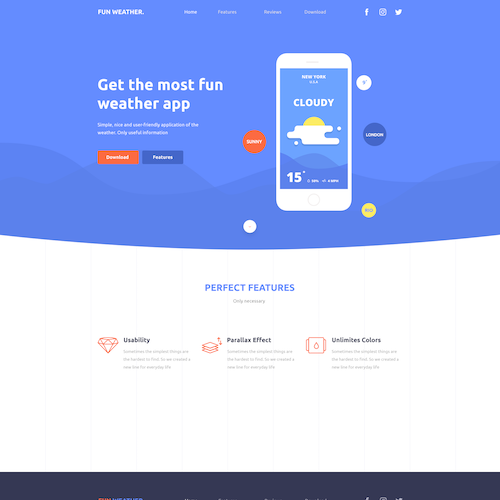 FUN WEATHER.
Home Features Reviews Download
Get the most fun
weather app
Simple, nice and user-friendly application of the
weather. Only useful information
Download Features
NEW YORK
U.S.A
CLOUDY
15°
50% 4 MPH
SUNNY
LONDON
RIO
PERFECT FEATURES
Only necessary
Usability
Sometimes the simplest things are
the hardest to find. So we created a
new line for everyday life
Parallax Effect
Sometimes the simplest things are
the hardest to find. So we created a
new line for everyday life
Unlimites Colors
Sometimes the simplest things are
the hardest to find. So we created a
new line for everyday life